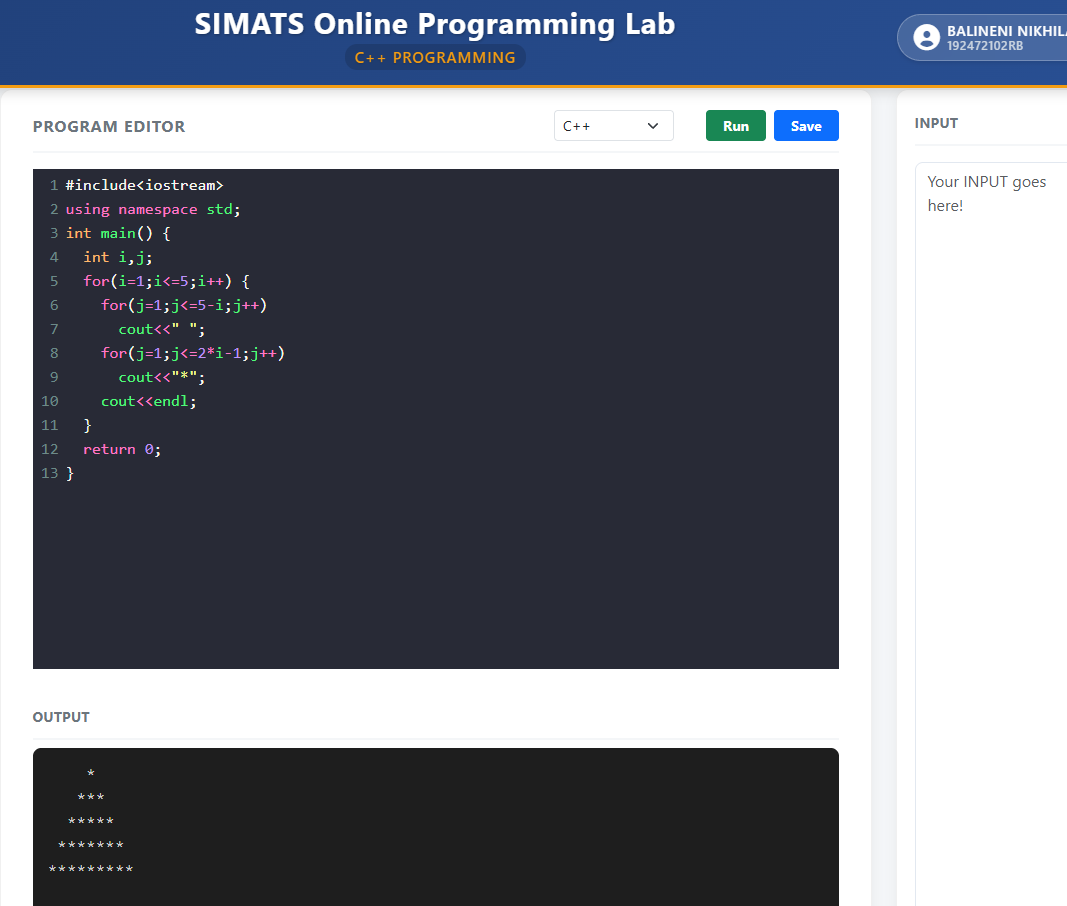 SIMATS Online Programming Lab
C++ PROGRAMMING
BALINENI NIKHIL
192472102RB
PROGRAM EDITOR
C++
Run
Save
1 #include<iostream>
2 using namespace std;
3 int main() {
4   int i,j;
5   for(i=1;i<=5;i++) {
6     for(j=1;j<=5-i;j++)
7       cout<<" ";
8     for(j=1;j<=2*i-1;j++)
9       cout<<"*";
10     cout<<endl;
11   }
12   return 0;
13 }
OUTPUT
    *
   ***
  *****
 *******
*********
INPUT
Your INPUT goes
here!